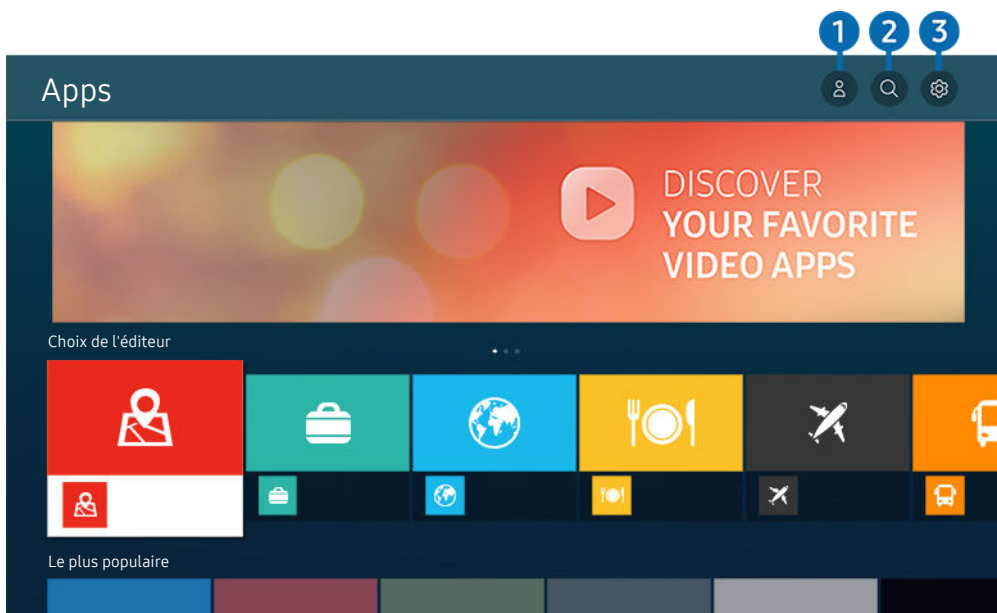 1 2 3
Apps
DISCOVER
YOUR FAVORITE
VIDEO APPS
Choix de l'éditeur
Le plus populaire